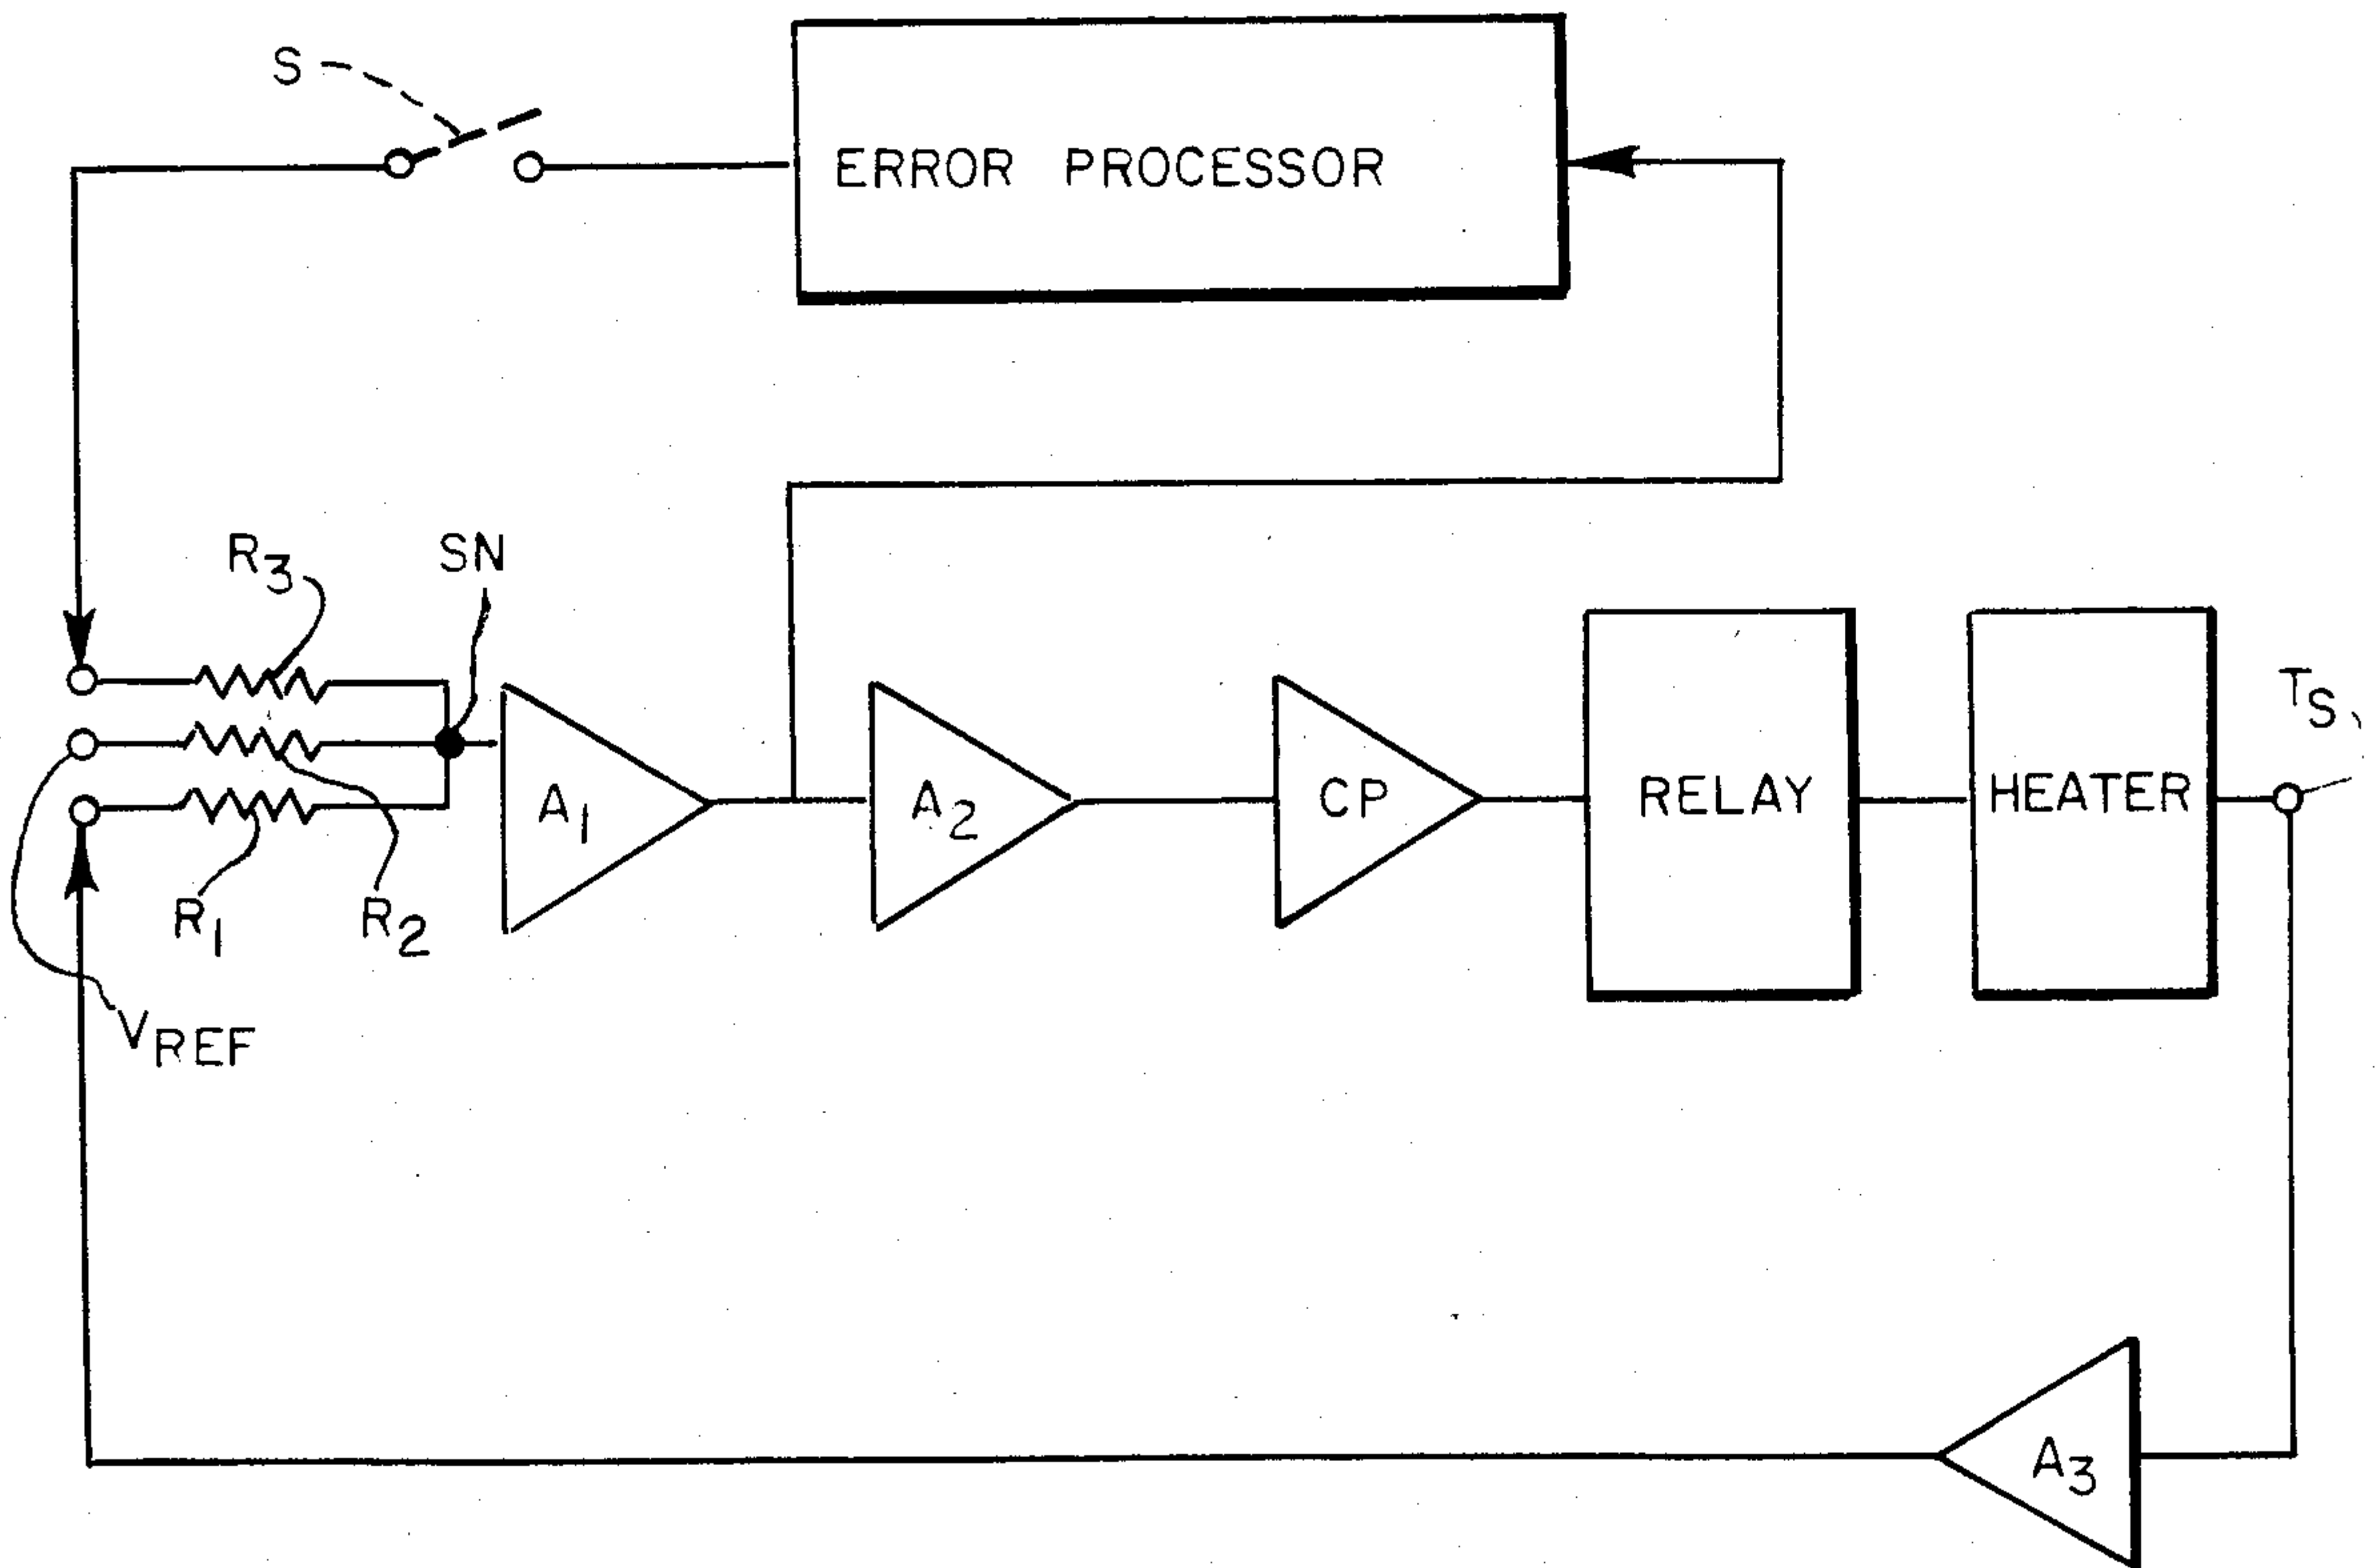 S
ERROR PROCESSOR
R3
SN
TS
A1
A2
CP
RELAY
HEATER
R1
R2
VREF
A3